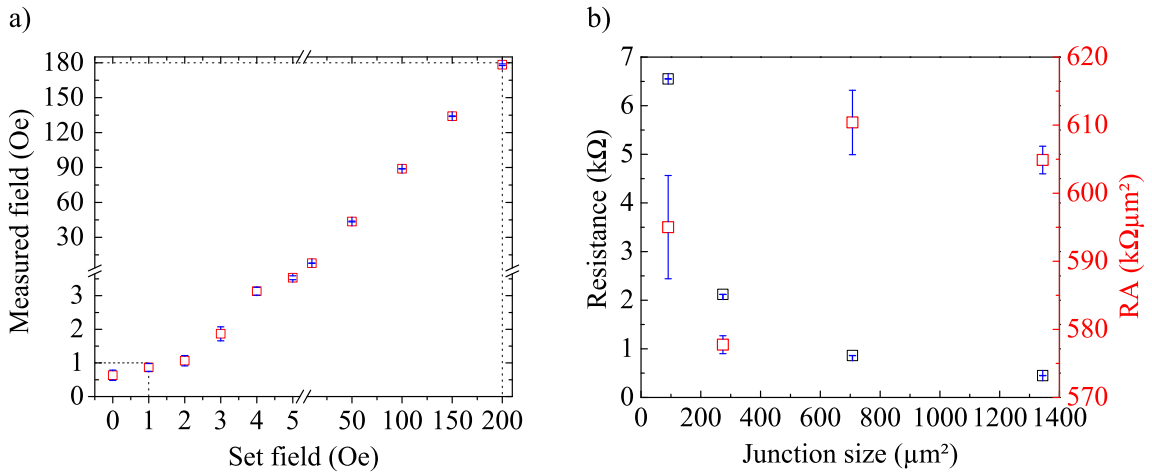 a)
180
150
120
90
60
30
3
2
1
0
Measured field (Oe)
0 1 2 3 4 5 50 100 150 200
Set field (Oe)
b)
7
6
5
4
3
2
1
0
Resistance (kΩ)
620
610
600
590
580
570
RA (kΩμm²)
0 200 400 600 800 1000 1200 1400
Junction size (μm²)